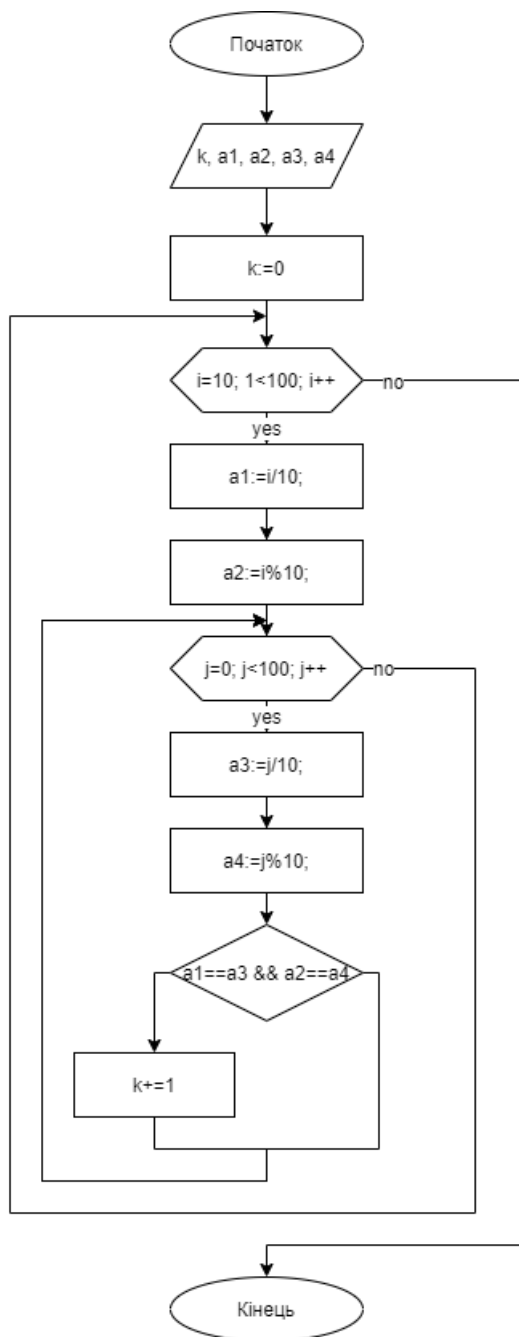 Початок
k, a1, a2, a3, a4
k:=0
i=10; 1<100; i++
no
yes
a1:=i/10;
a2:=i%10;
j=0; j<100; j++
no
yes
a3:=j/10;
a4:=j%10;
a1==a3 && a2==a4
k+=1
Кінець